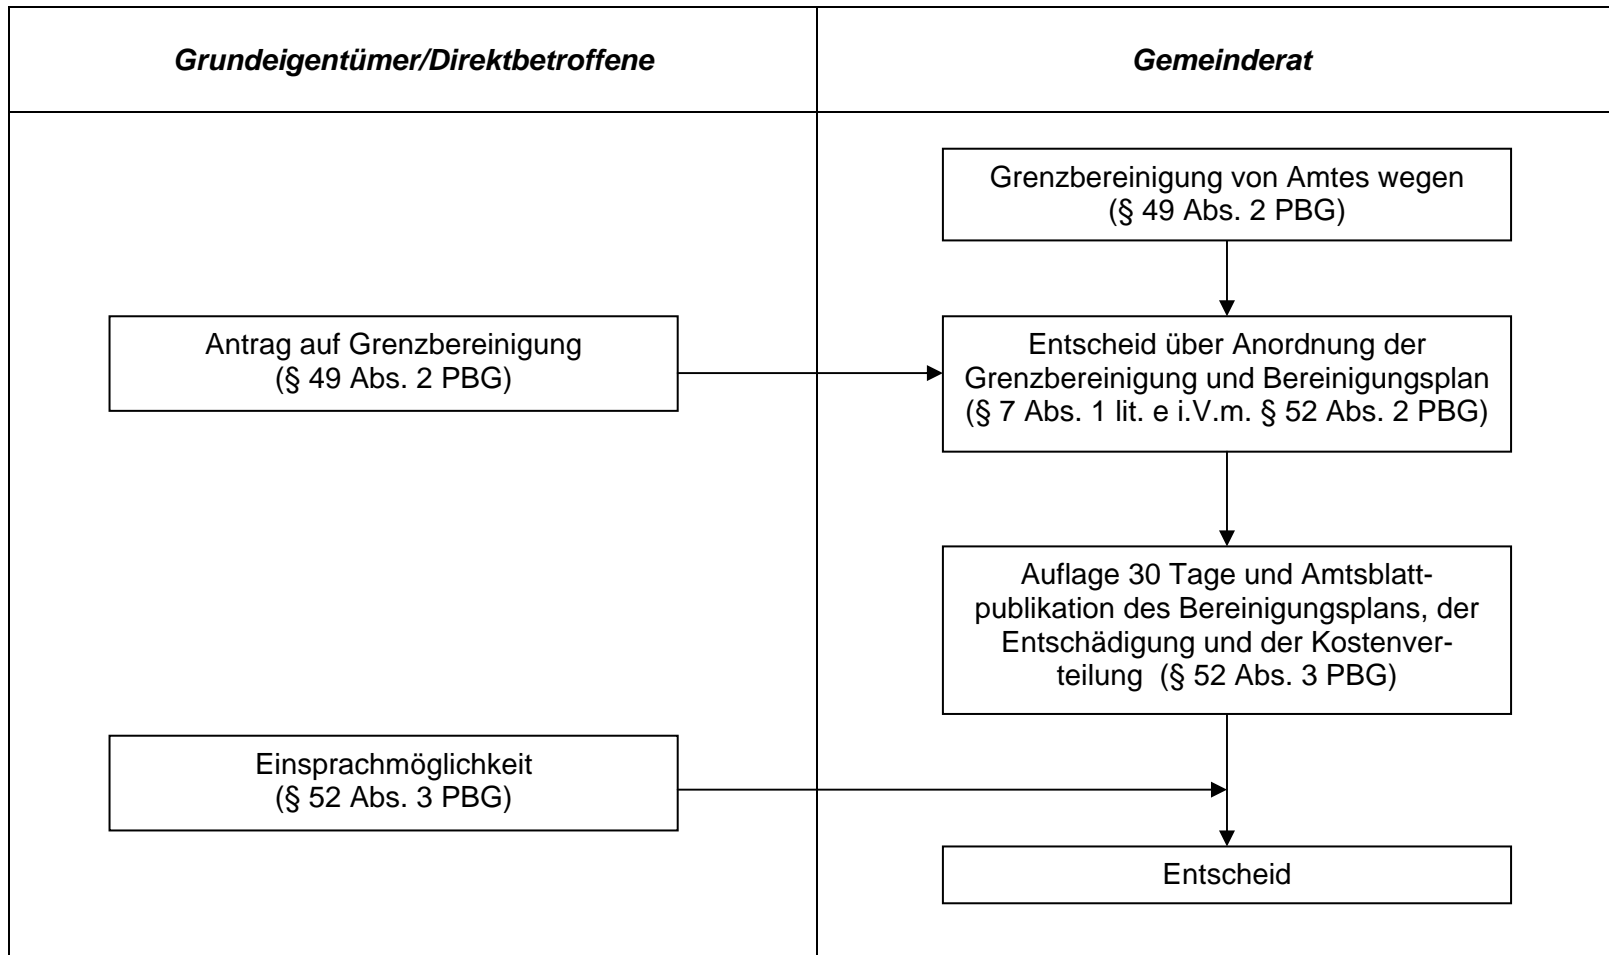 Grundeigentümer/Direktbetroffene
Gemeinderat
Grenzbereinigung von Amtes wegen
(§ 49 Abs. 2 PBG)
Antrag auf Grenzbereinigung
(§ 49 Abs. 2 PBG)
Entscheid über Anordnung der
Grenzbereinigung und Bereinigungsplan
(§ 7 Abs. 1 lit. e i.V.m. § 52 Abs. 2 PBG)
Auflage 30 Tage und Amtsblatt-
publikation des Bereinigungsplans, der
Entschädigung und der Kostenver-
teilung (§ 52 Abs. 3 PBG)
Einsprachmöglichkeit
(§ 52 Abs. 3 PBG)
Entscheid